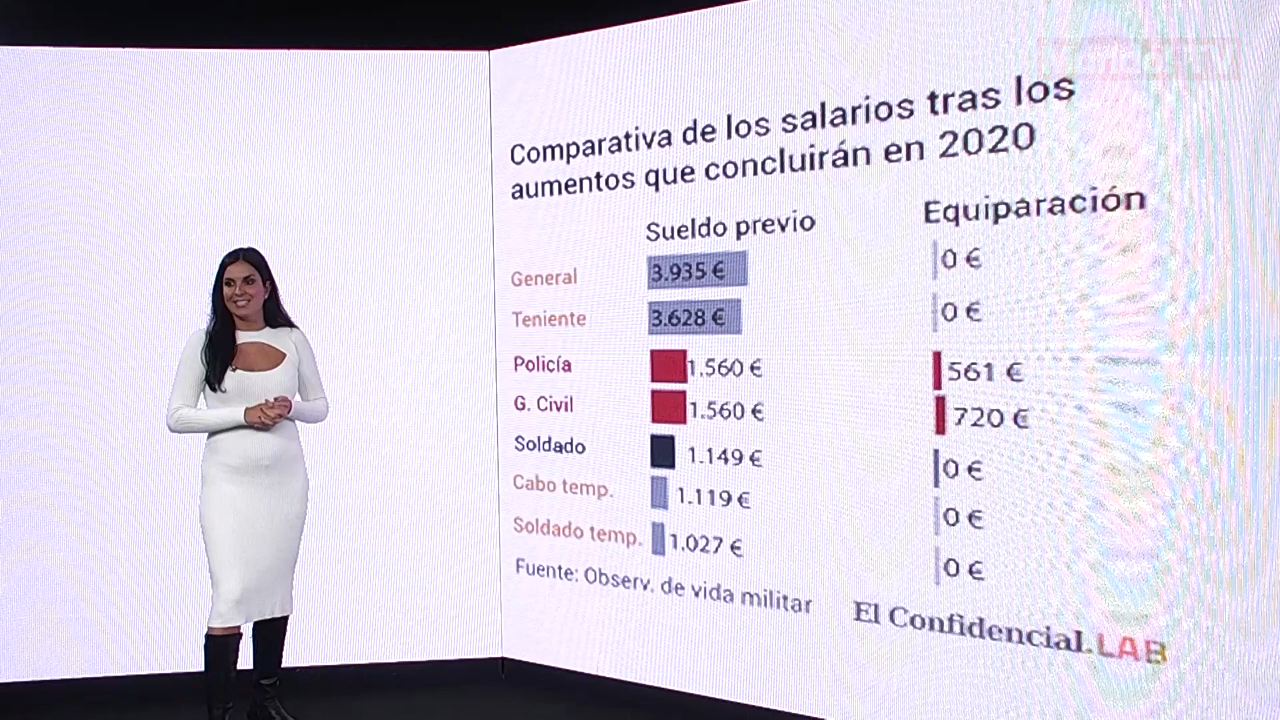 Comparativa de los salarios tras los
aumentos que concluirán en 2020
Sueldo previo Equiparación
General 3.935 € 0 €
Teniente 3.628 € 0 €
Policía 1.560 € 561 €
G. Civil 1.560 € 720 €
Soldado 1.149 € 0 €
Cabo temp. 1.119 € 0 €
Soldado temp. 1.027 € 0 €
Fuente: Observ. de vida militar
El Confidencial.LAB